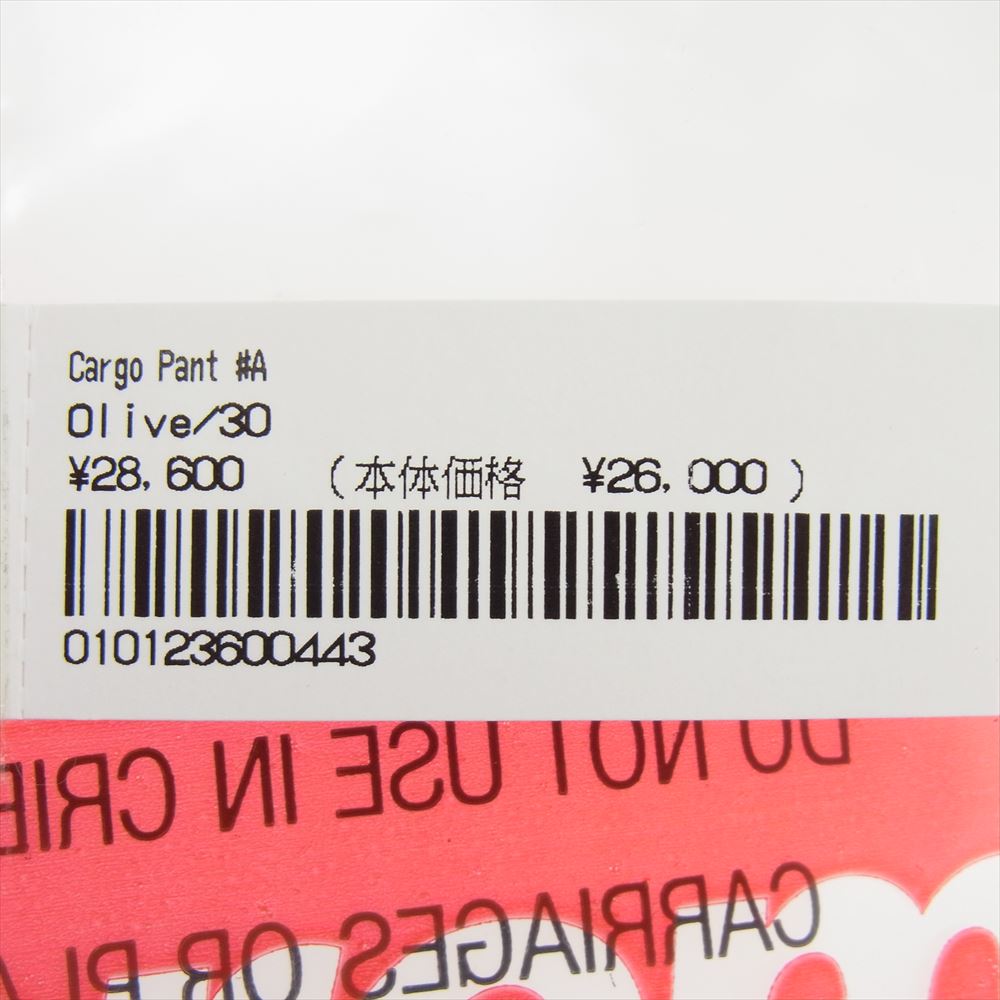 Cargo Pant #A
Olive/30
¥28,600 (本体価格 ¥26,000)
010123600443
DO NOT USE IN CRIB
CARRIAGES OR